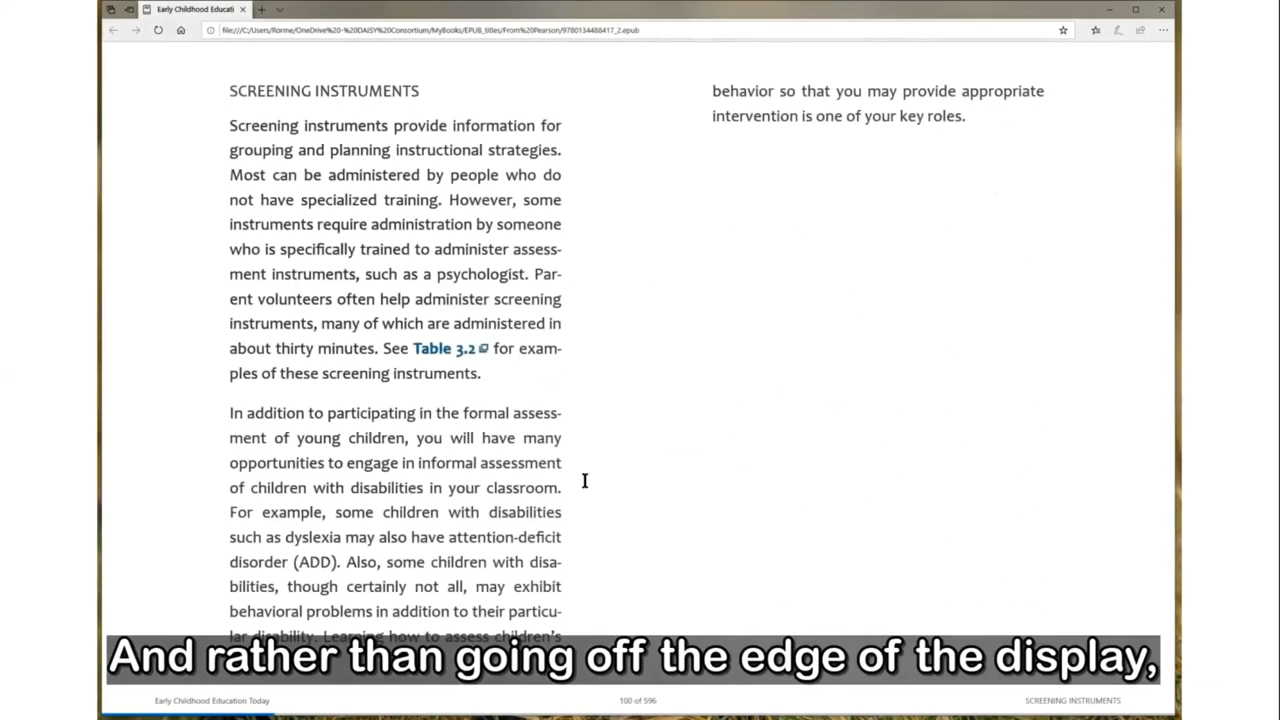 Early Childhood Educati
file:///C:/Users/Rorme/OneDrive%20-%20DAISY%20Consortium/MyBooks/EPUB_titles/From%20Pearson/9780134488417_2.epub
SCREENING INSTRUMENTS
Screening instruments provide information for
grouping and planning instructional strategies.
Most can be administered by people who do
not have specialized training. However, some
instruments require administration by someone
who is specifically trained to administer assess-
ment instruments, such as a psychologist. Par-
ent volunteers often help administer screening
instruments, many of which are administered in
about thirty minutes. See Table 3.2 for exam-
ples of these screening instruments.
In addition to participating in the formal assess-
ment of young children, you will have many
opportunities to engage in informal assessment
of children with disabilities in your classroom.
For example, some children with disabilities
such as dyslexia may also have attention-deficit
disorder (ADD). Also, some children with disa-
bilities, though certainly not all, may exhibit
behavioral problems in addition to their particu-
lar disability. Learning how to assess children's
behavior so that you may provide appropriate
intervention is one of your key roles.
And rather than going off the edge of the display,
Early Childhood Education Today
100 of 596
SCREENING INSTRUMENTS